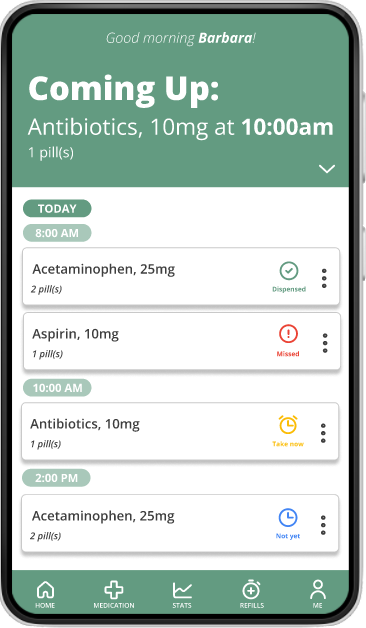 Good morning Barbara!
Coming Up:
Antibiotics, 10mg at 10:00am
1 pill(s)
TODAY
8:00 AM
Acetaminophen, 25mg
2 pill(s)
Dispensed
Aspirin, 10mg
1 pill(s)
Missed
10:00 AM
Antibiotics, 10mg
1 pill(s)
Take now
2:00 PM
Acetaminophen, 25mg
2 pill(s)
Not yet
HOME MEDICATION STATS REFILLS ME